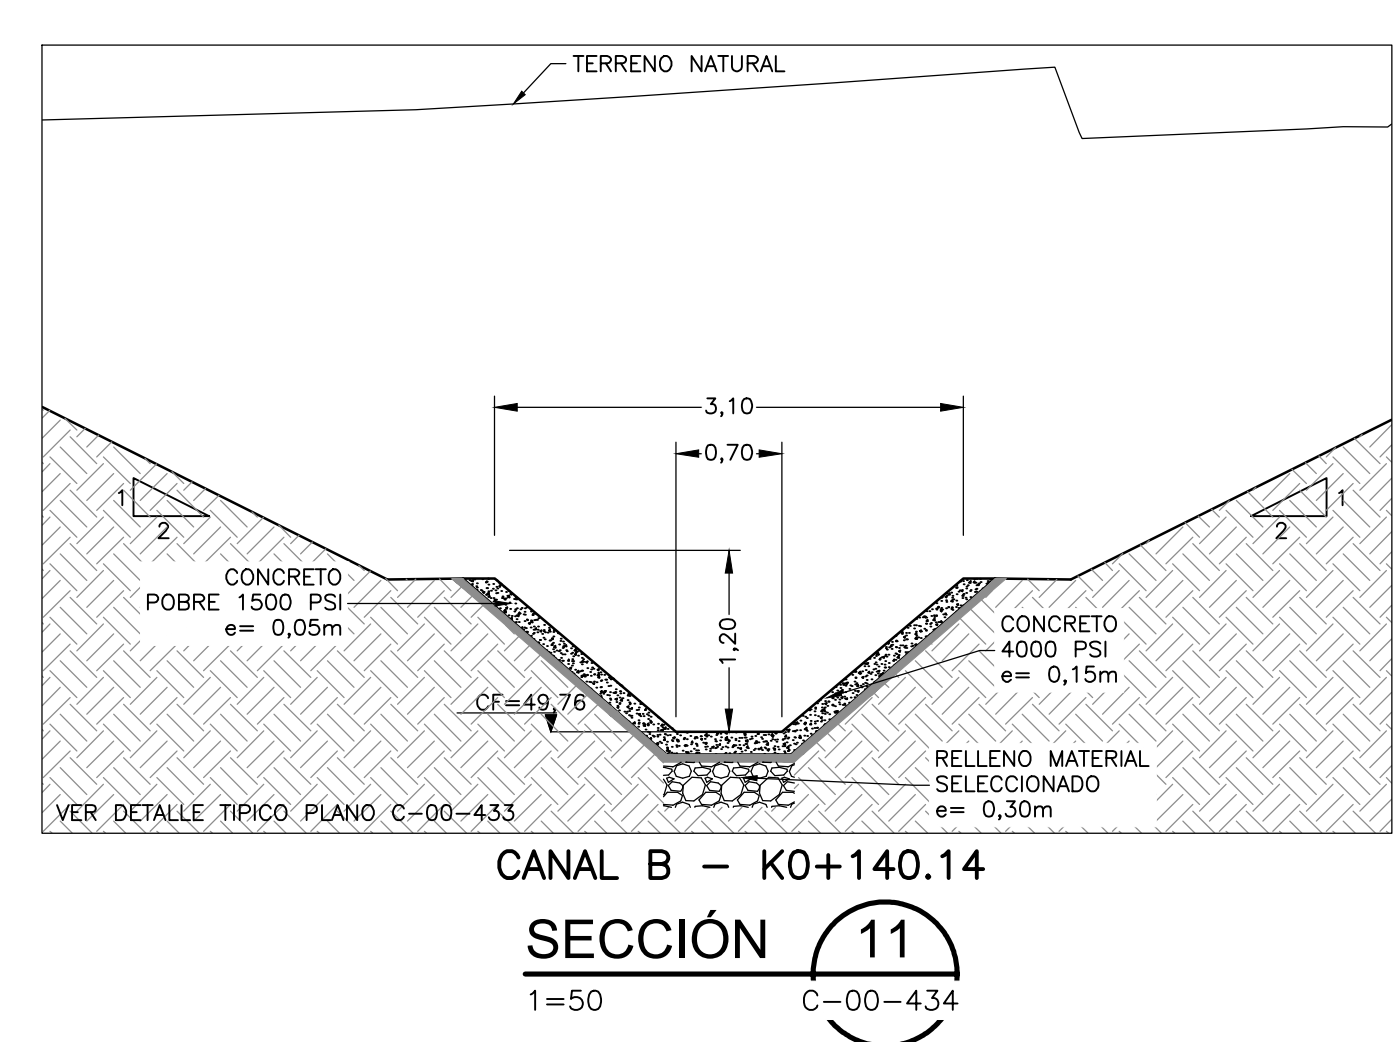 TERRENO NATURAL
3,10
0,70
1
2
1
2
CONCRETO
POBRE 1500 PSI
e= 0,05m
1,20
CONCRETO
4000 PSI
e= 0,15m
CF=49,76
RELLENO MATERIAL
SELECCIONADO
e= 0,30m
VER DETALLE TIPICO PLANO C-00-433
CANAL B - K0+140.14
SECCIÓN 11
1=50 C-00-434